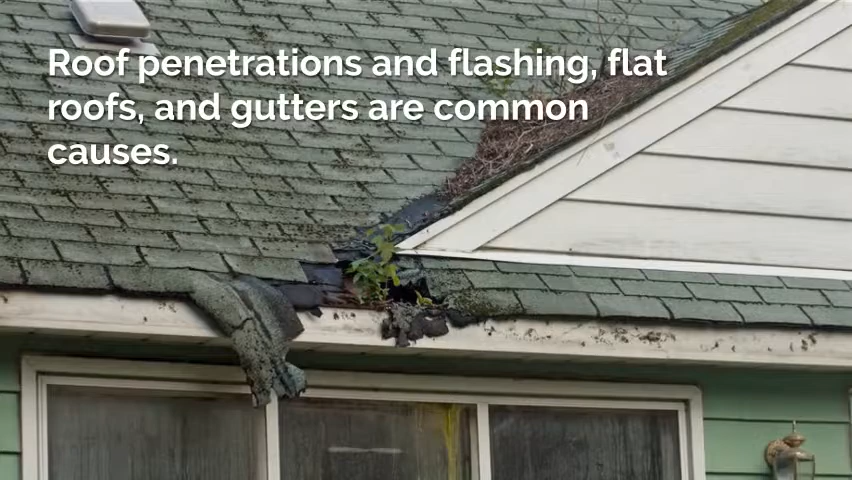 Roof penetrations and flashing, flat
roofs, and gutters are common
causes.